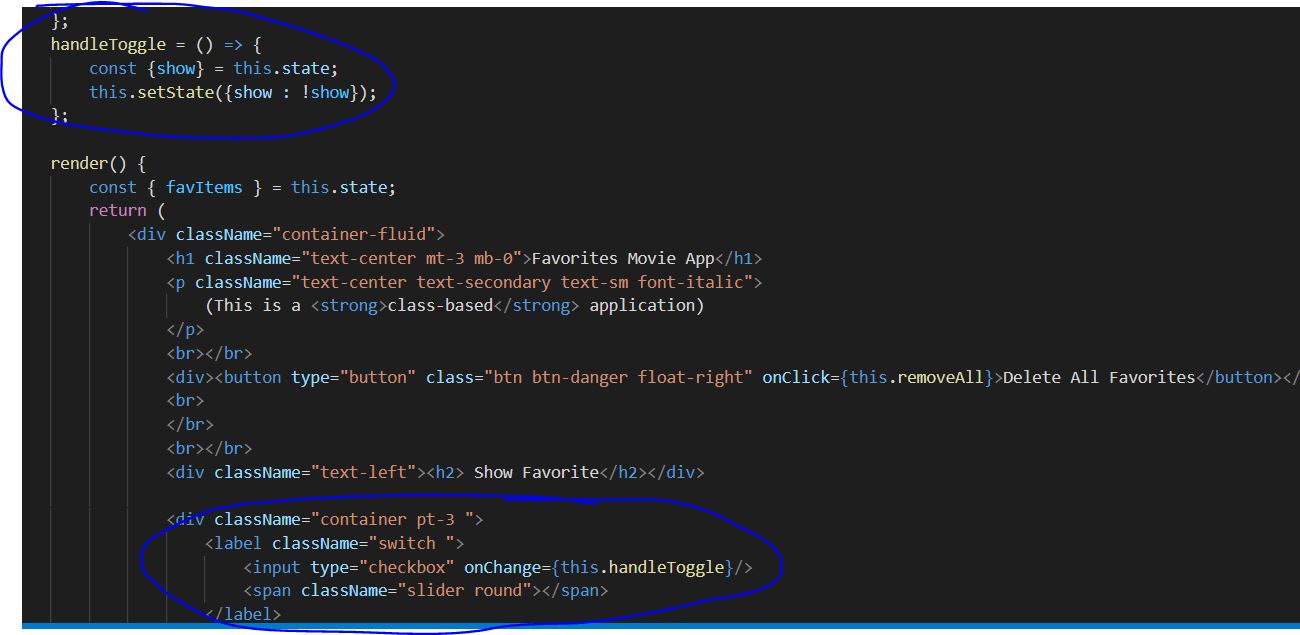 };
handleToggle = () => {
const {show} = this.state;
this.setState({show : !show});
};
render() {
const { favItems } = this.state;
return (
<div className="container-fluid">
<h1 className="text-center mt-3 mb-0">Favorites Movie App</h1>
<p className="text-center text-secondary text-sm font-italic">
(This is a <strong>class-based</strong> application)
</p>
<br></br>
<div><button type="button" class="btn btn-danger float-right" onClick={this.removeAll}>Delete All Favorites</button></
<br>
</br>
<br></br>
<div className="text-left"><h2> Show Favorite</h2></div>
<div className="container pt-3 ">
<label className="switch ">
<input type="checkbox" onChange={this.handleToggle}/>
<span className="slider round"></span>
</label>